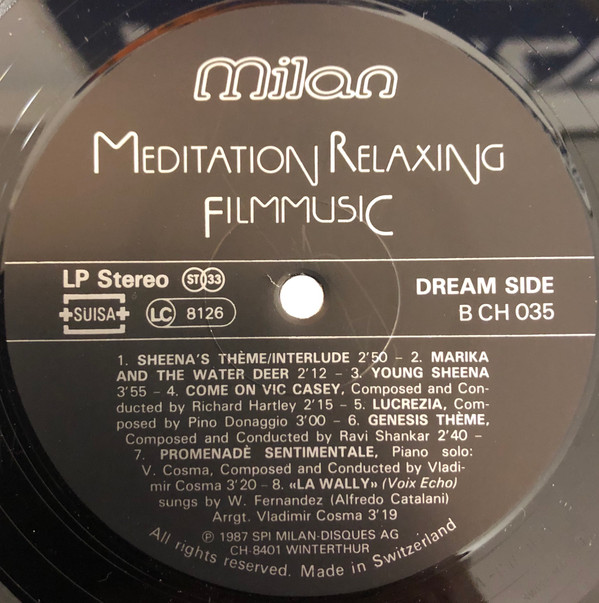 milan
MEDITATION RELAXING
FILMMUSIC
LP Stereo ST 33
DREAM SIDE
SUISA
LC 8126
B CH 035
1. SHEENA'S THÈME/INTERLUDE 2'50 – 2. MARIKA
AND THE WATER DEER 2'12 – 3. YOUNG SHEENA
3'55 – 4. COME ON VIC CASEY, Composed and Con-
ducted by Richard Hartley 2'15 – 5. LUCREZIA, Com-
posed by Pino Donaggio 3'00 – 6. GENESIS THÈME,
Composed and Conducted by Ravi Shankar 2'40 –
7. PROMENADÈ SENTIMENTALE, Piano solo:
V. Cosma, Composed and Conducted by Vladi-
mir Cosma 3'20 – 8. «LA WALLY» (Voix Echo)
sungs by W. Fernandez (Alfredo Catalani)
Arrgt. Vladimir Cosma 3'19
℗ 1987 SPI MILAN-DISQUES AG
CH-8401 WINTERTHUR
All rights reserved. Made in Switzerland